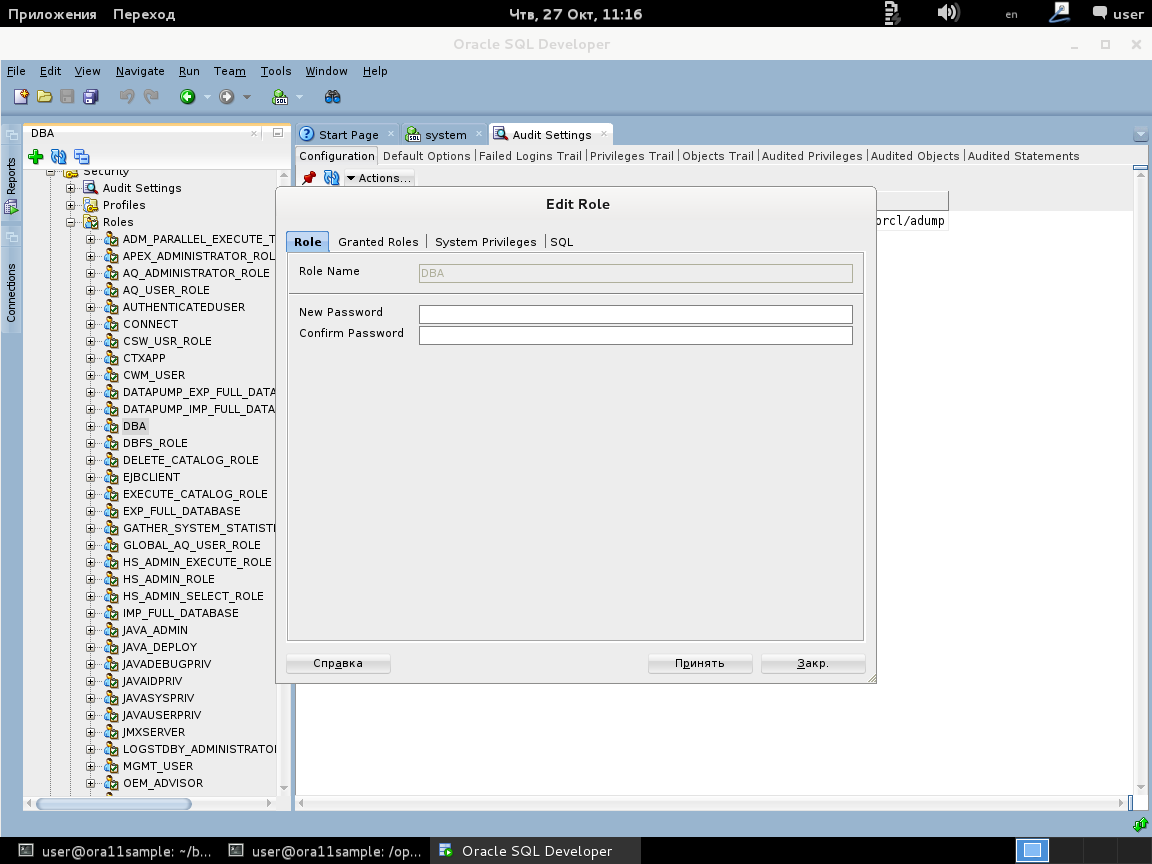 Приложения Переход Чтв, 27 Окт, 11:16 en user
Oracle SQL Developer
File Edit View Navigate Run Team Tools Window Help
DBA
Start Page system Audit Settings
Configuration Default Options Failed Logins Trail Privileges Trail Objects Trail Audited Privileges Audited Objects Audited Statements
Actions...
Reports
Connections
Security
Audit Settings
Profiles
Roles
ADM_PARALLEL_EXECUTE_T
APEX_ADMINISTRATOR_ROL
AQ_ADMINISTRATOR_ROLE
AQ_USER_ROLE
AUTHENTICATEDUSER
CONNECT
CSW_USR_ROLE
CTXAPP
CWM_USER
DATAPUMP_EXP_FULL_DATA
DATAPUMP_IMP_FULL_DATA
DBA
DBFS_ROLE
DELETE_CATALOG_ROLE
EJBCLIENT
EXECUTE_CATALOG_ROLE
EXP_FULL_DATABASE
GATHER_SYSTEM_STATISTI
GLOBAL_AQ_USER_ROLE
HS_ADMIN_EXECUTE_ROLE
HS_ADMIN_ROLE
HS_ADMIN_SELECT_ROLE
IMP_FULL_DATABASE
JAVA_ADMIN
JAVA_DEPLOY
JAVADEBUGPRIV
JAVAIDPRIV
JAVASYSPRIV
JAVAUSERPRIV
JMXSERVER
LOGSTDBY_ADMINISTRATOR
MGMT_USER
OEM_ADVISOR
orcl/adump
Edit Role
Role Granted Roles System Privileges SQL
Role Name DBA
New Password
Confirm Password
Справка Принять Закр.
user@ora11sample: ~/b... user@ora11sample: /op... Oracle SQL Developer